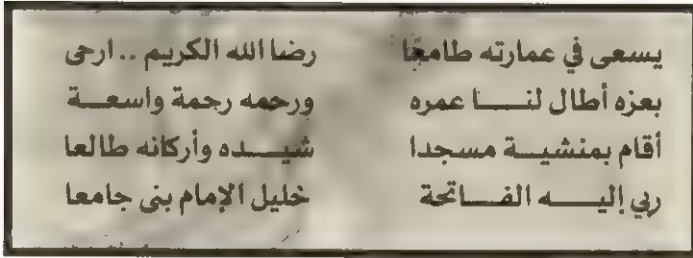 يسعى في عمارته طامعًا رضا الله الكريم .. ارحى
بعزه أطال لنا عمره ورحمه رحمة واسعة
أقام بمنشية مسجدا شيده وأركانه طالعا
ربي إليه الفاتحة خليل الإمام بنى جامعا